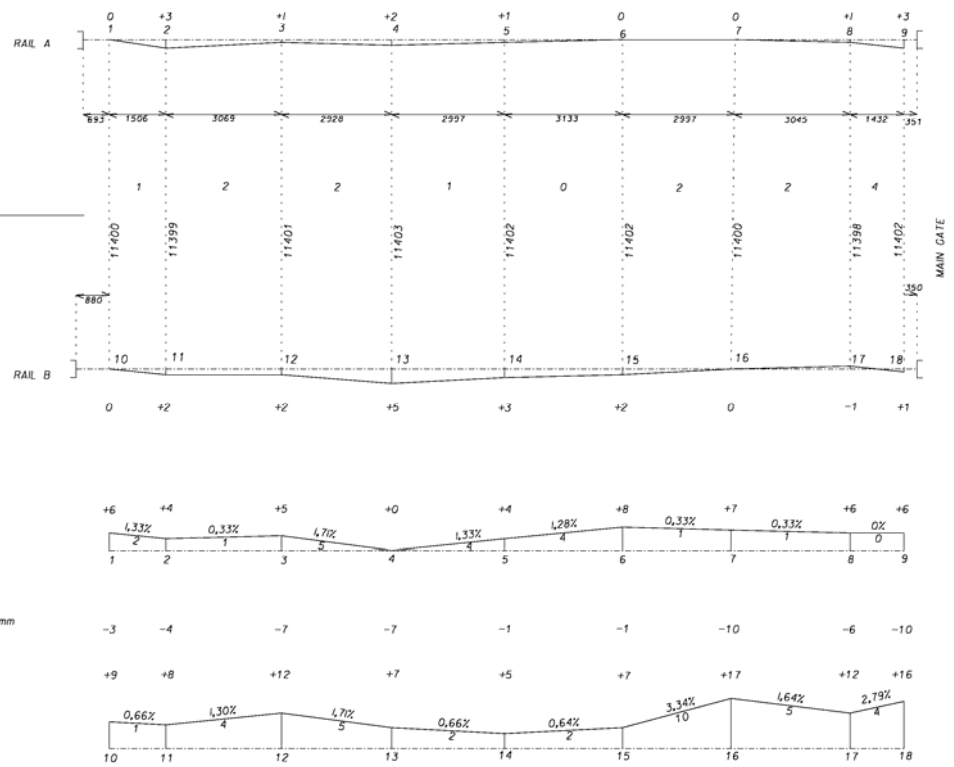 0 +3 +1 +2 +1 0 0 +1 +3
1 2 3 4 5 6 7 8 9
RAIL A
693 1506 3069 2928 2997 3133 2997 3045 1432 351
1 2 2 1 0 2 2 4
11400 11399 11401 11403 11402 11402 11400 11398 11402
MAIN GATE
880 350
10 11 12 13 14 15 16 17 18
RAIL B
0 +2 +2 +5 +3 +2 0 -1 +1
+6 +4 +5 +0 +4 +8 +7 +6 +6
1,33% 0,33% 1,71% 1,33% 1,28% 0,33% 0,33% 0%
2 1 5 4 4 1 1 0
1 2 3 4 5 6 7 8 9
mm
-3 -4 -7 -7 -1 -1 -10 -6 -10
+9 +8 +12 +7 +5 +7 +17 +12 +16
0,66% 1,30% 1,71% 0,66% 0,64% 3,34% 1,64% 2,79%
1 4 5 2 2 10 5 4
10 11 12 13 14 15 16 17 18